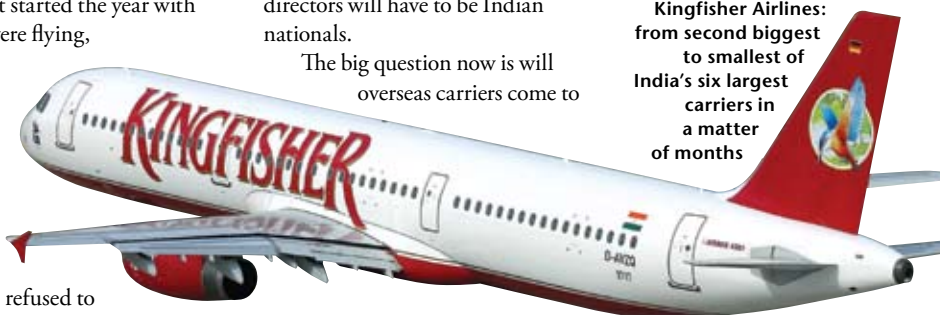 t started the year with
were flying,
refused to
directors will have to be Indian
nationals.
The big question now is will
overseas carriers come to
Kingfisher Airlines:
from second biggest
to smallest of
India's six largest
carriers in
a matter
of months
KINGFISHER
D-AVZQ